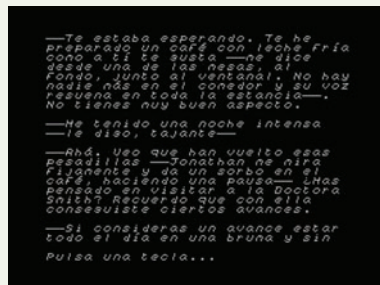 ——Te estaba esperando. Te he
preparado un café con leche fría
como a ti te gusta ——me dice
desde una de las mesas, al
fondo, junto al ventanal. No hay
nadie más en el comedor y su voz
resuena en toda la estancia——.
No tienes muy buen aspecto.
——He tenido una noche intensa
——le digo, tajante——
——Ahá. Veo que han vuelto esas
pesadillas ——Jonathan me mira
fijamente y da un sorbo en el
café, haciendo una pausa—— ¿Has
pensado en visitar a la Doctora
Smith? Recuerdo que con ella
conseguiste ciertos avances.
——Si consideras un avance estar
todo el día en una bruma y sin
Pulsa una tecla...